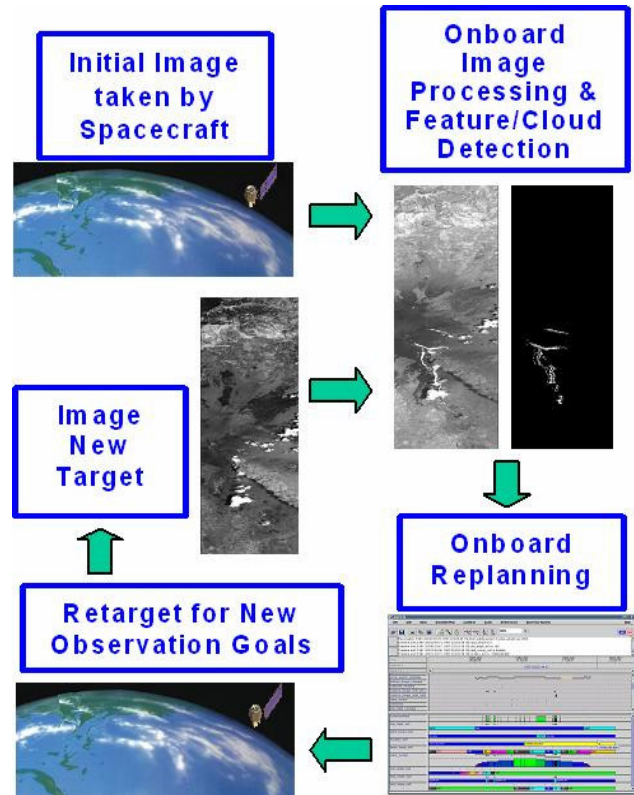 Initial Image
taken by
Spacecraft
Onboard
Image
Processing &
Feature/Cloud
Detection
Image
New
Target
Onboard
Replanning
Retarget for New
Observation Goals